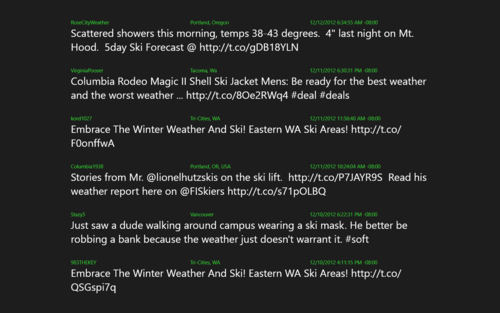 RoseCityWeather Portland, Oregon 12/12/2012 6:34:55 AM -08:00
Scattered showers this morning, temps 38-43 degrees. 4" last night on Mt.
Hood. 5day Ski Forecast @ http://t.co/gDB18YLN
VirginiaPooser Tacoma, Wa 12/11/2012 6:30:31 PM -08:00
Columbia Rodeo Magic II Shell Ski Jacket Mens: Be ready for the best weather
and the worst weather ... http://t.co/8Oe2RWq4 #deal #deals
kord1027 Tri-Cities, WA 12/11/2012 11:56:40 AM -08:00
Embrace The Winter Weather And Ski! Eastern WA Ski Areas! http://t.co/
F0onffwA
Columbia1938 Portland, OR, USA 12/11/2012 10:24:04 AM -08:00
Stories from Mr. @lionelhutzskis on the ski lift. http://t.co/P7JAYR9S Read his
weather report here on @FISkiers http://t.co/s71pOLBQ
Vancouver 12/10/2012 6:22:31 PM -08:00
Just saw a dude walking around campus wearing a ski mask. He better be
robbing a bank because the weather just doesn't warrant it. #soft
983THEKEY Tri-Cities, WA 12/10/2012 4:11:15 PM -08:00
Embrace The Winter Weather And Ski! Eastern WA Ski Areas! http://t.co/
QSGspi7q